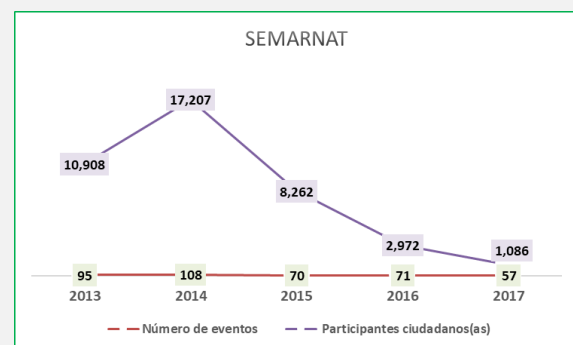 SEMARNAT
17,207
10,908
8,262
2,972
1,086
95 108 70 71 57
2013 2014 2015 2016 2017
Número de eventos Participantes ciudadanos(as)